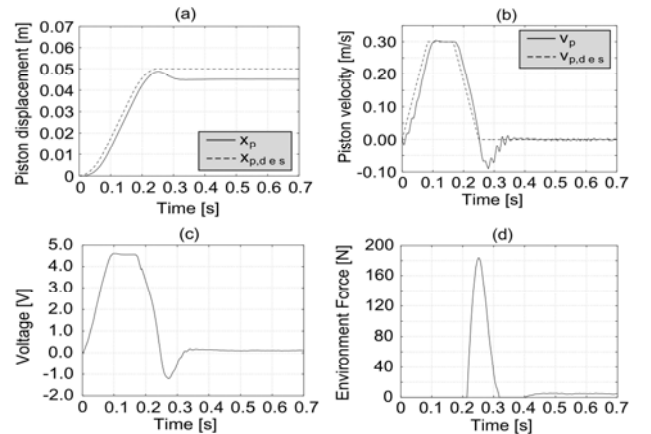 (a)
Piston displacement [m]
0.07
0.06
0.05
0.04
0.03
0.02
0.01
0
x_p
x_p,des
0 0.1 0.2 0.3 0.4 0.5 0.6 0.7
Time [s]
(b)
Piston velocity [m/s]
0.30
0.20
0.10
0.00
-0.10
v_p
v_p,d e s
0 0.1 0.2 0.3 0.4 0.5 0.6 0.7
Time [s]
(c)
Voltage [V]
5.0
4.0
3.0
2.0
1.0
0.0
-1.0
-2.0
0 0.1 0.2 0.3 0.4 0.5 0.6 0.7
Time [s]
(d)
Environment Force [N]
200
160
120
80
40
0
0 0.1 0.2 0.3 0.4 0.5 0.6 0.7
Time [s]